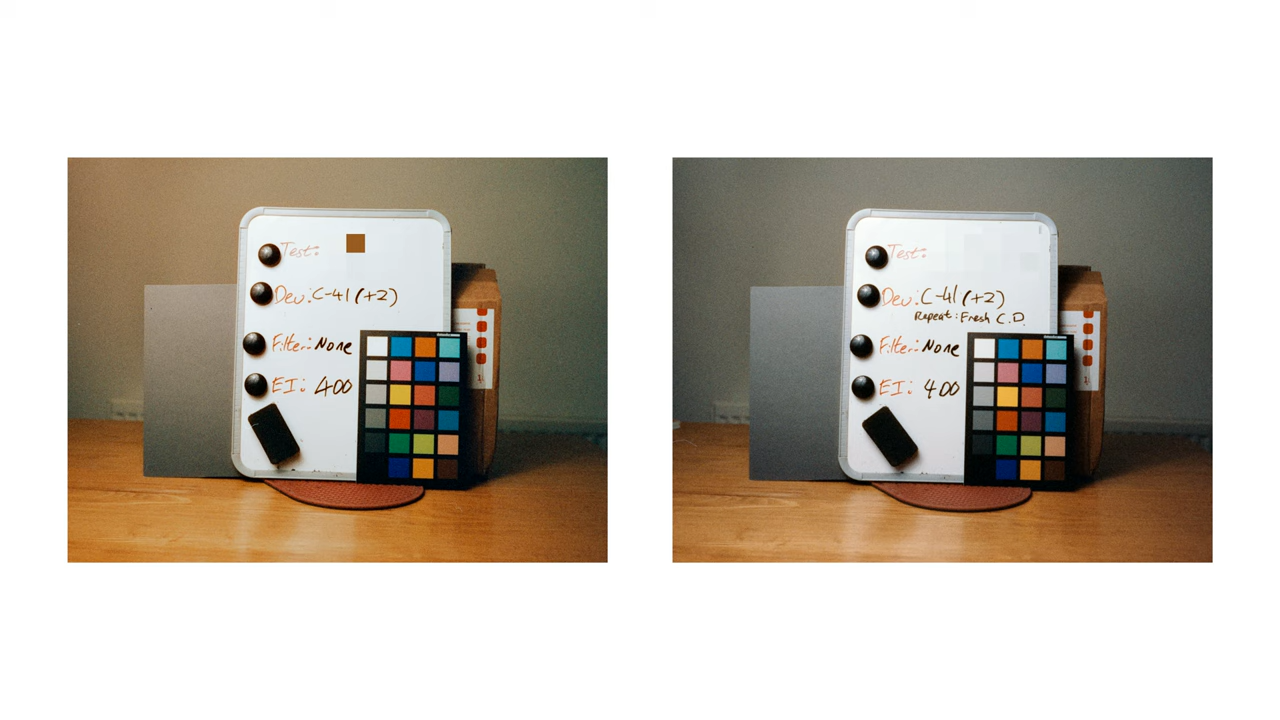 Test:
Dev: C-41 (+2)
Filter: None
EI: 400
Test:
Dev: C-41 (+2)
Repeat: Fresh C.D.
Filter: None
EI: 400